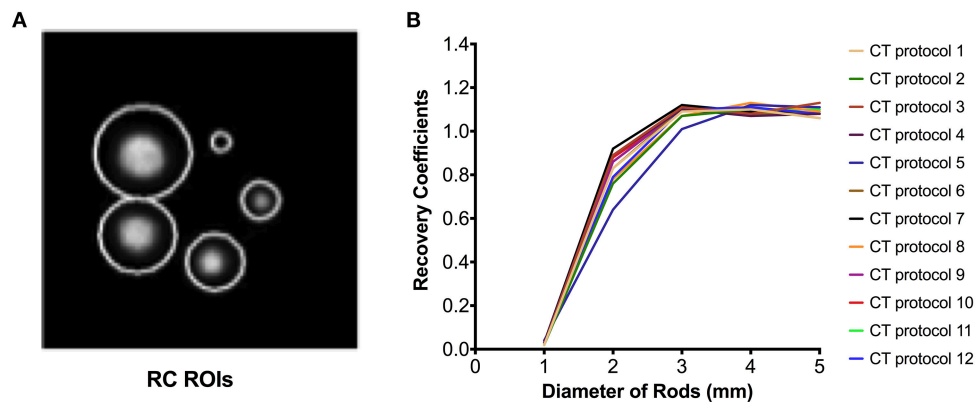 A
RC ROIs
B
Recovery Coefficients
1.4
1.2
1.0
0.8
0.6
0.4
0.2
0.0
0
1
2
3
4
5
Diameter of Rods (mm)
CT protocol 1
CT protocol 2
CT protocol 3
CT protocol 4
CT protocol 5
CT protocol 6
CT protocol 7
CT protocol 8
CT protocol 9
CT protocol 10
CT protocol 11
CT protocol 12